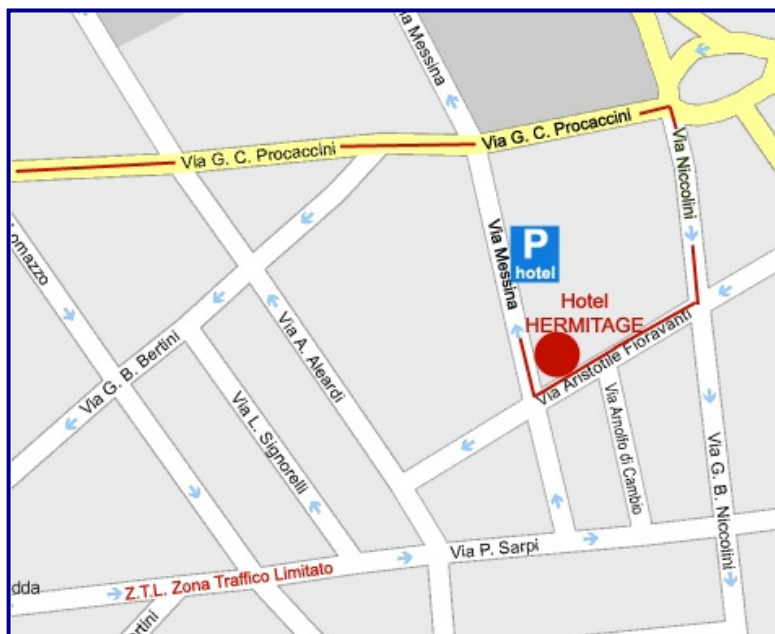 Via Messina
Via G. C. Procaccini
Via G. C. Procaccini
Via Niccolini
P
hotel
Via Messina
Hotel
HERMITAGE
omazzo
Via A. Aleardi
Via Aristotile Fioravanti
Via G. B. Bertini
Via L. Signorelli
Via Arnolfo di Cambio
Via G. B. Niccolini
Via P. Sarpi
Z.T.L. Zona Traffico Limitato
dda
ertini